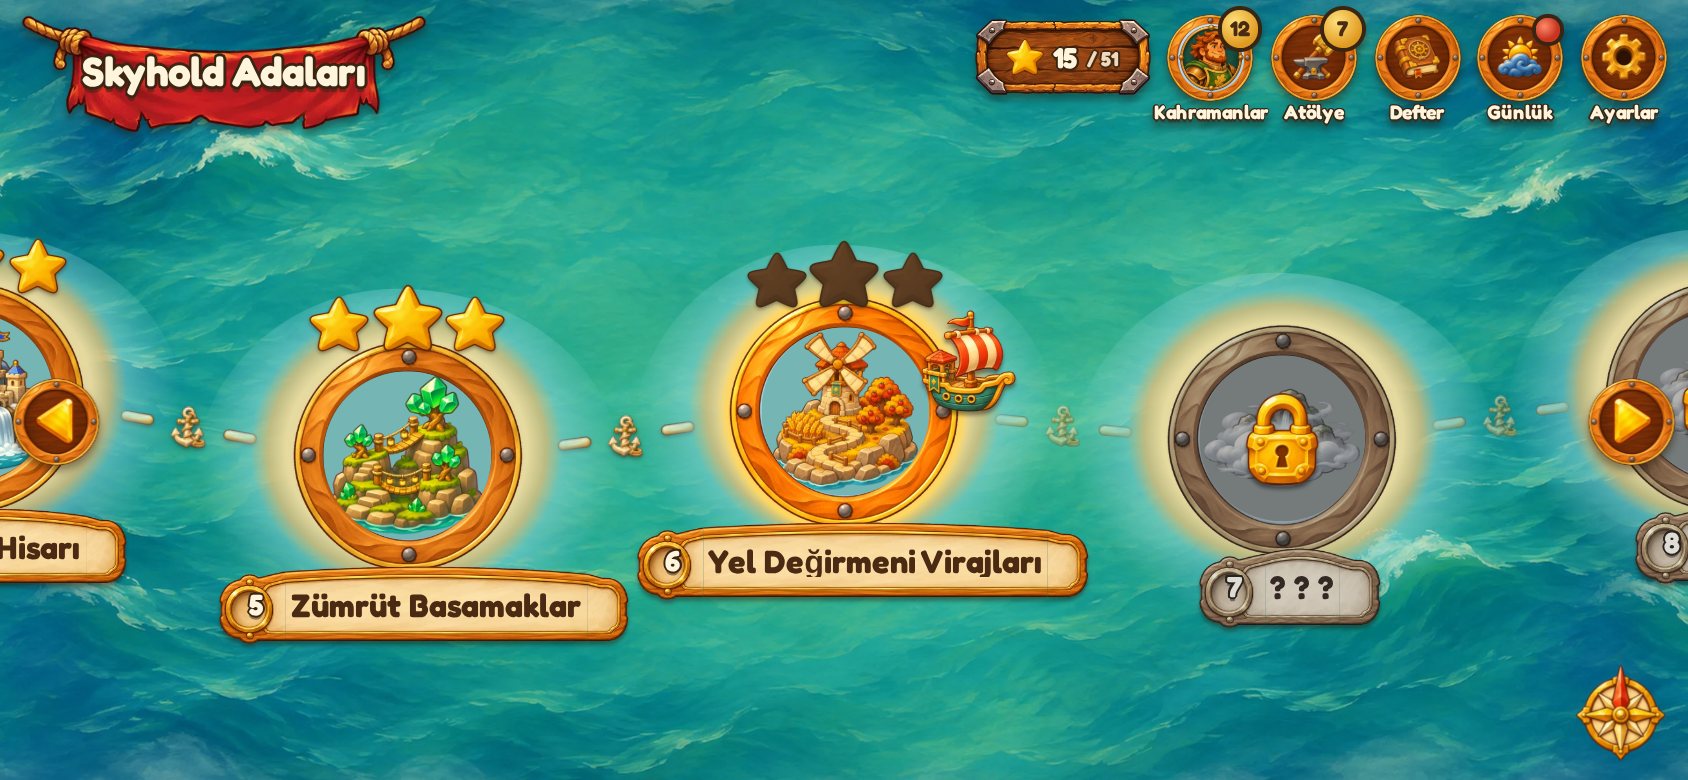 Skyhold Adaları
15 /51
12
7
Kahramanlar
Atölye
Defter
Günlük
Ayarlar
Hisarı
5 Zümrüt Basamaklar
6 Yel Değirmeni Virajları
7 ? ? ?
8